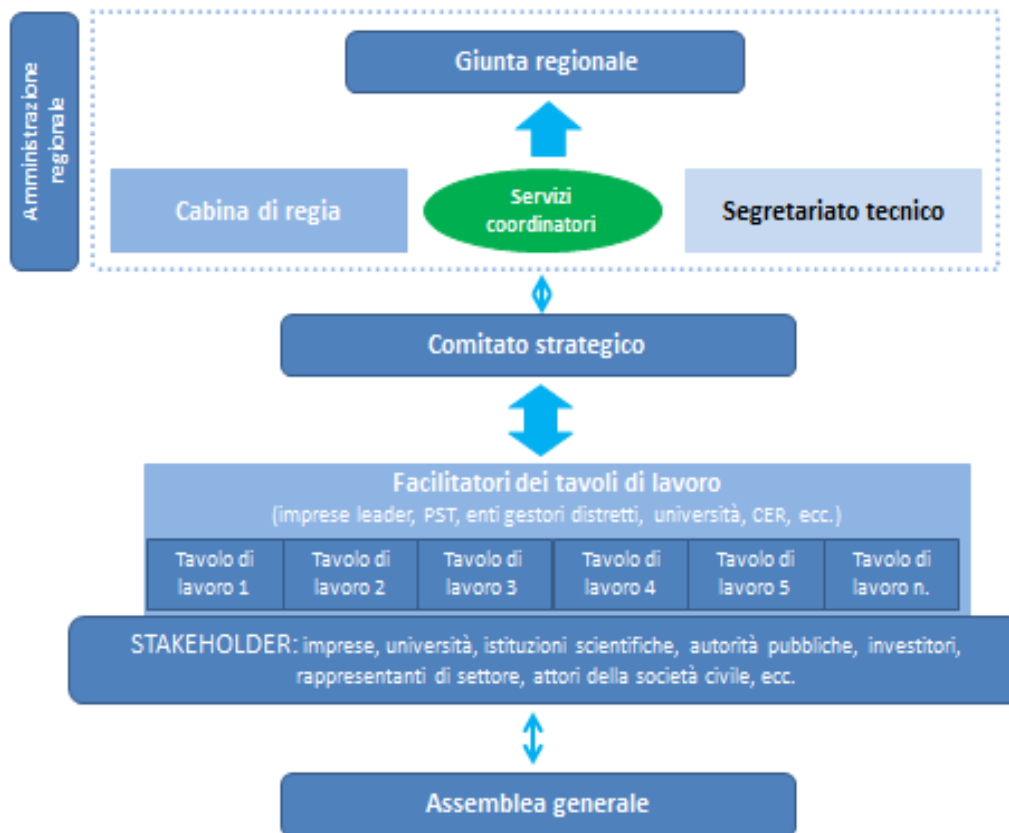 Amministrazione
regionale
Giunta regionale
Cabina di regia
Servizi
coordinatori
Segretariato tecnico
Comitato strategico
Facilitatori dei tavoli di lavoro
(imprese leader, PST, enti gestori distretti, università, CER, ecc.)
Tavolo di
lavoro 1
Tavolo di
lavoro 2
Tavolo di
lavoro 3
Tavolo di
lavoro 4
Tavolo di
lavoro 5
Tavolo di
lavoro n.
STAKEHOLDER: imprese, università, istituzioni scientifiche, autorità pubbliche, investitori,
rappresentanti di settore, attori della società civile, ecc.
Assemblea generale